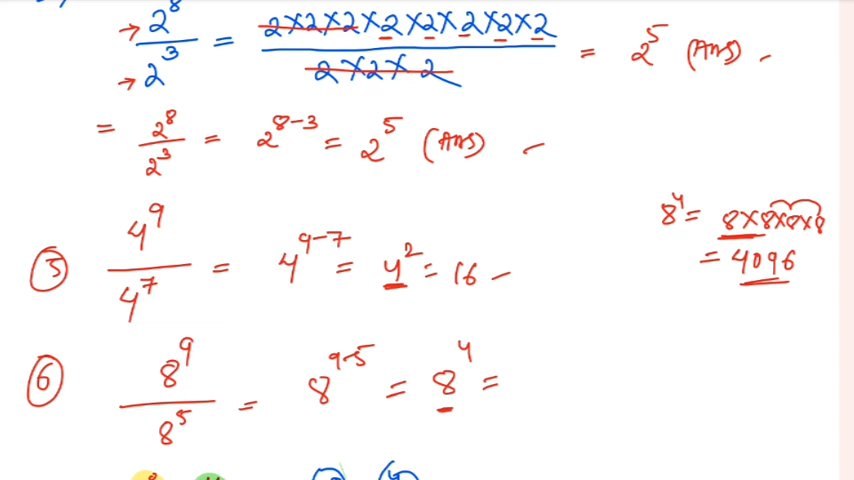 → 2^8 / → 2^3 = 2×2×2×2×2×2×2×2 / 2×2×2 = 2^5 (Ans)
= 2^8 / 2^3 = 2^(8-3) = 2^5 (Ans)
8^4 = 8×8×8×8
= 4096
⑤ 4^9 / 4^7 = 4^(9-7) = 4^2 = 16
⑥ 8^9 / 8^5 = 8^(9-5) = 8^4 =